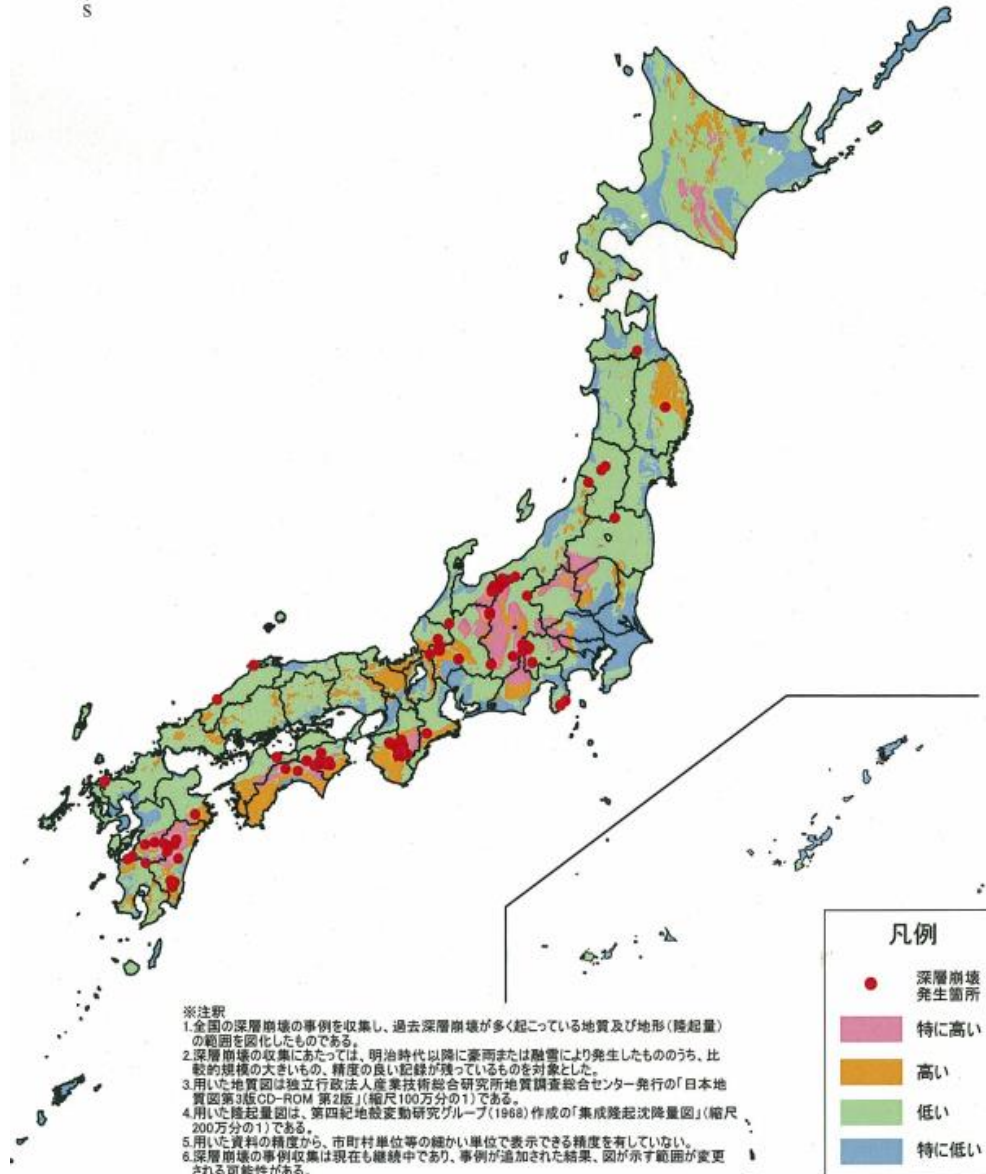 S
凡例
深層崩壊
発生箇所
特に高い
高い
低い
特に低い
※注釈
1.全国の深層崩壊の事例を収集し、過去深層崩壊が多く起こっている地質及び地形(隆起量)
の範囲を図化したものである。
2.深層崩壊の収集にあたっては、明治時代以降に豪雨または融雪により発生したもののうち、比
較的規模の大きいもの、精度の良い記録が残っているものを対象とした。
3.用いた地質図は独立行政法人産業技術総合研究所地質調査総合センター発行の「日本地
質図第3版CD-ROM 第2版」(縮尺100万分の1)である。
4.用いた隆起量図は、第四紀地殻変動研究グループ(1968)作成の「集成隆起沈降量図」(縮尺
200万分の1)である。
5.用いた資料の精度から、市町村単位等の細かい単位で表示できる精度を有していない。
6.深層崩壊の事例収集は現在も継続中であり、事例が追加された結果、図が示す範囲が変更
される可能性がある。